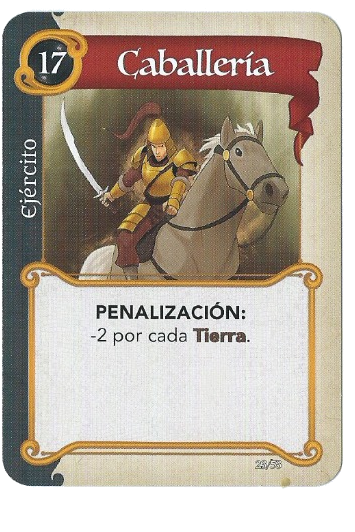 17
Caballería
Ejército
PENALIZACIÓN:
-2 por cada Tierra.